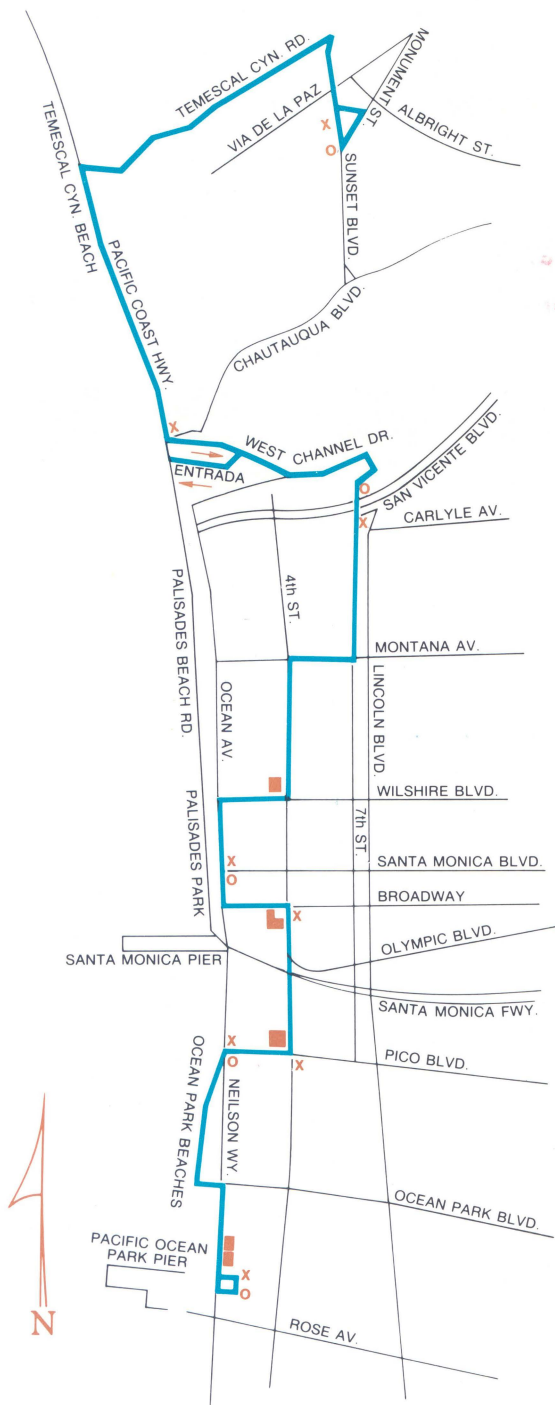 TEMESCAL CYN. RD.
MONUMENT ST.
VIA DE LA PAZ
ALBRIGHT ST.
X
O
SUNSET BLVD.
TEMESCAL CYN. BEACH
PACIFIC COAST HWY.
CHAUTAUQUA BLVD.
X
WEST CHANNEL DR.
ENTRADA
O
SAN VICENTE BLVD.
X
CARLYLE AV.
4th ST.
PALISADES BEACH RD.
MONTANA AV.
OCEAN AV.
LINCOLN BLVD.
WILSHIRE BLVD.
7th ST.
PALISADES PARK
X
SANTA MONICA BLVD.
O
BROADWAY
X
OLYMPIC BLVD.
SANTA MONICA PIER
SANTA MONICA FWY.
X
O
X
PICO BLVD.
OCEAN PARK BEACHES
NEILSON WY.
OCEAN PARK BLVD.
PACIFIC OCEAN
PARK PIER
X
O
ROSE AV.
N